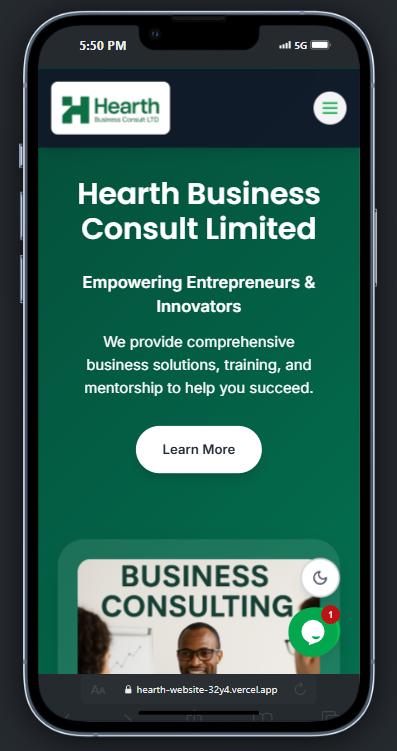 5:50 PM
5G
Hearth
Business Consult LTD
Hearth Business
Consult Limited
Empowering Entrepreneurs &
Innovators
We provide comprehensive
business solutions, training, and
mentorship to help you succeed.
Learn More
BUSINESS
CONSULTING
1
AA
hearth-website-32y4.vercel.app